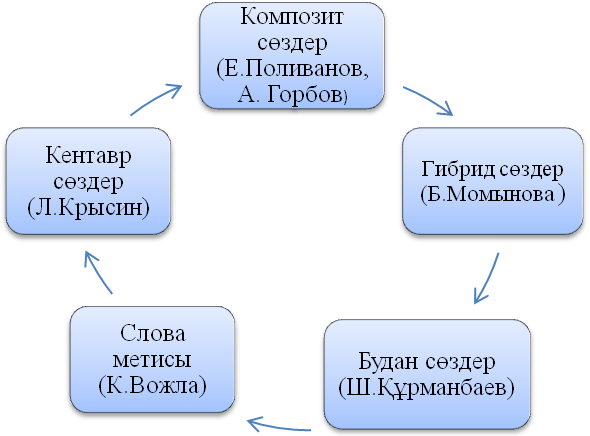 Композит
сөздер
(Е.Поливанов,
А. Горбов)
Гибрид сөздер
(Б.Момынова )
Будан сөздер
(Ш.Құрманбаев)
Слова
метисы
(К.Вожла)
Кентавр
сөздер
(Л.Крысин)